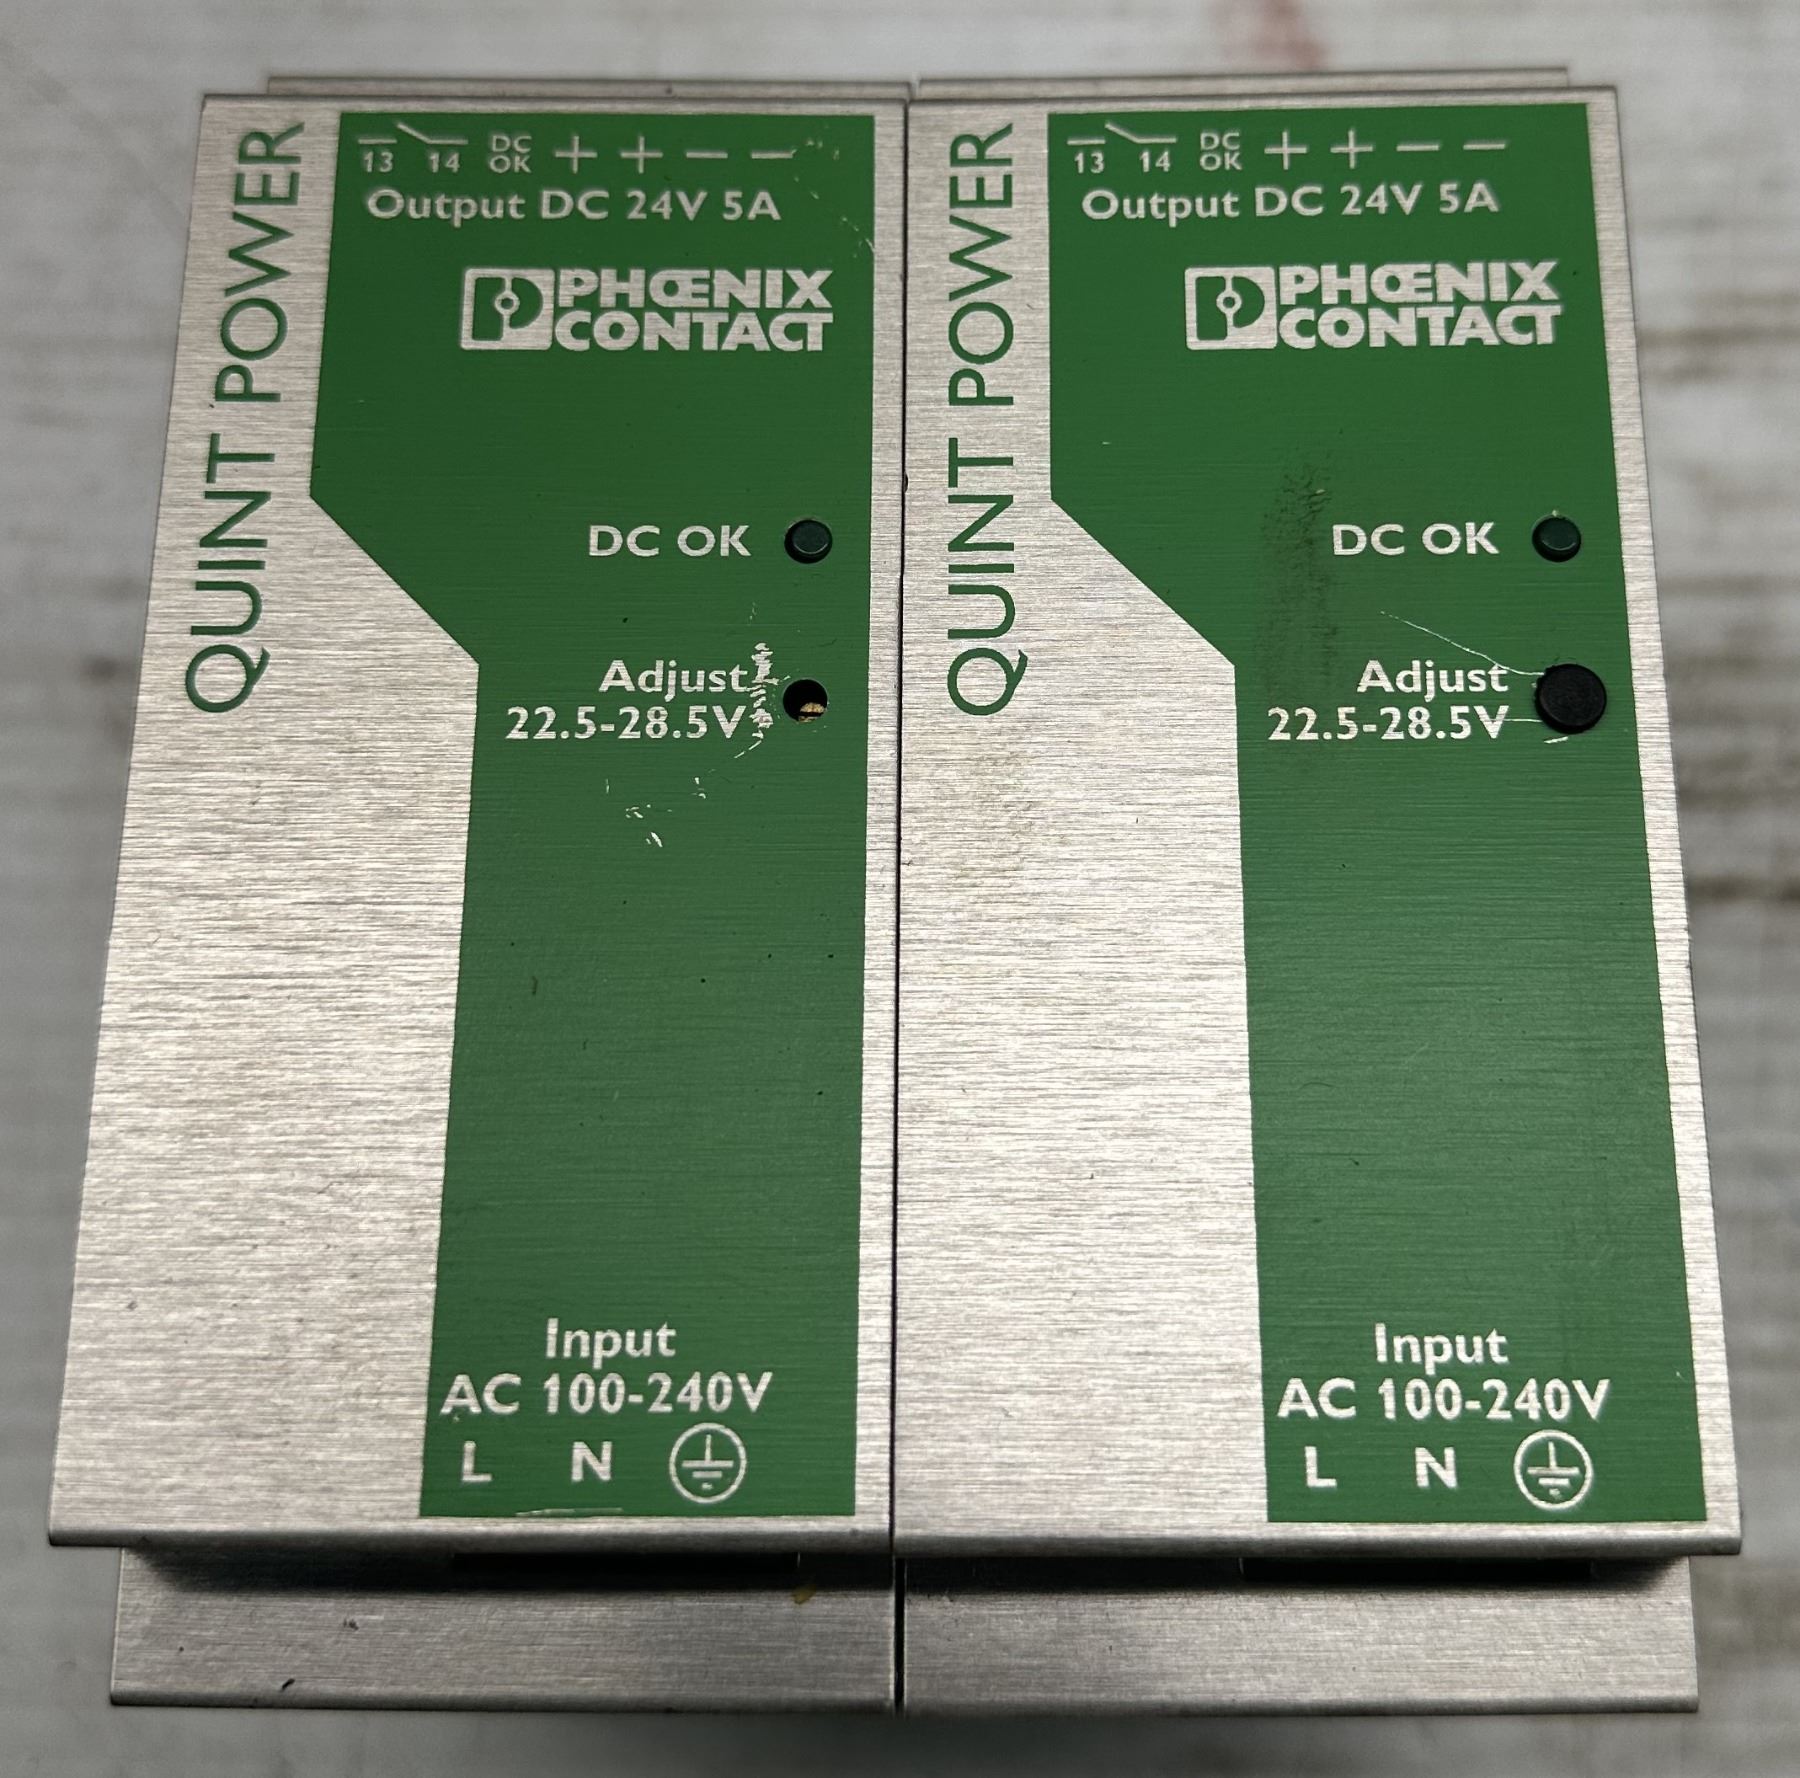 QUINT POWER
13 14 DC OK + + − −
Output DC 24V 5A
PHŒNIX
CONTACT
DC OK
Adjust
22.5-28.5V
Input
AC 100-240V
L N
QUINT POWER
13 14 DC OK + + − −
Output DC 24V 5A
PHŒNIX
CONTACT
DC OK
Adjust
22.5-28.5V
Input
AC 100-240V
L N